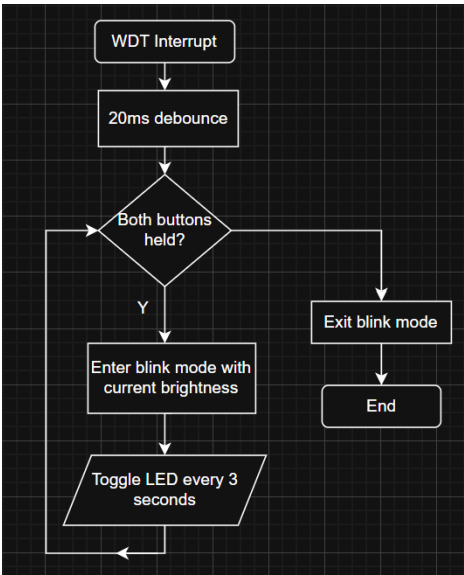 WDT Interrupt
20ms debounce
Both buttons
held?
Y
Exit blink mode
Enter blink mode with
current brightness
End
Toggle LED every 3
seconds